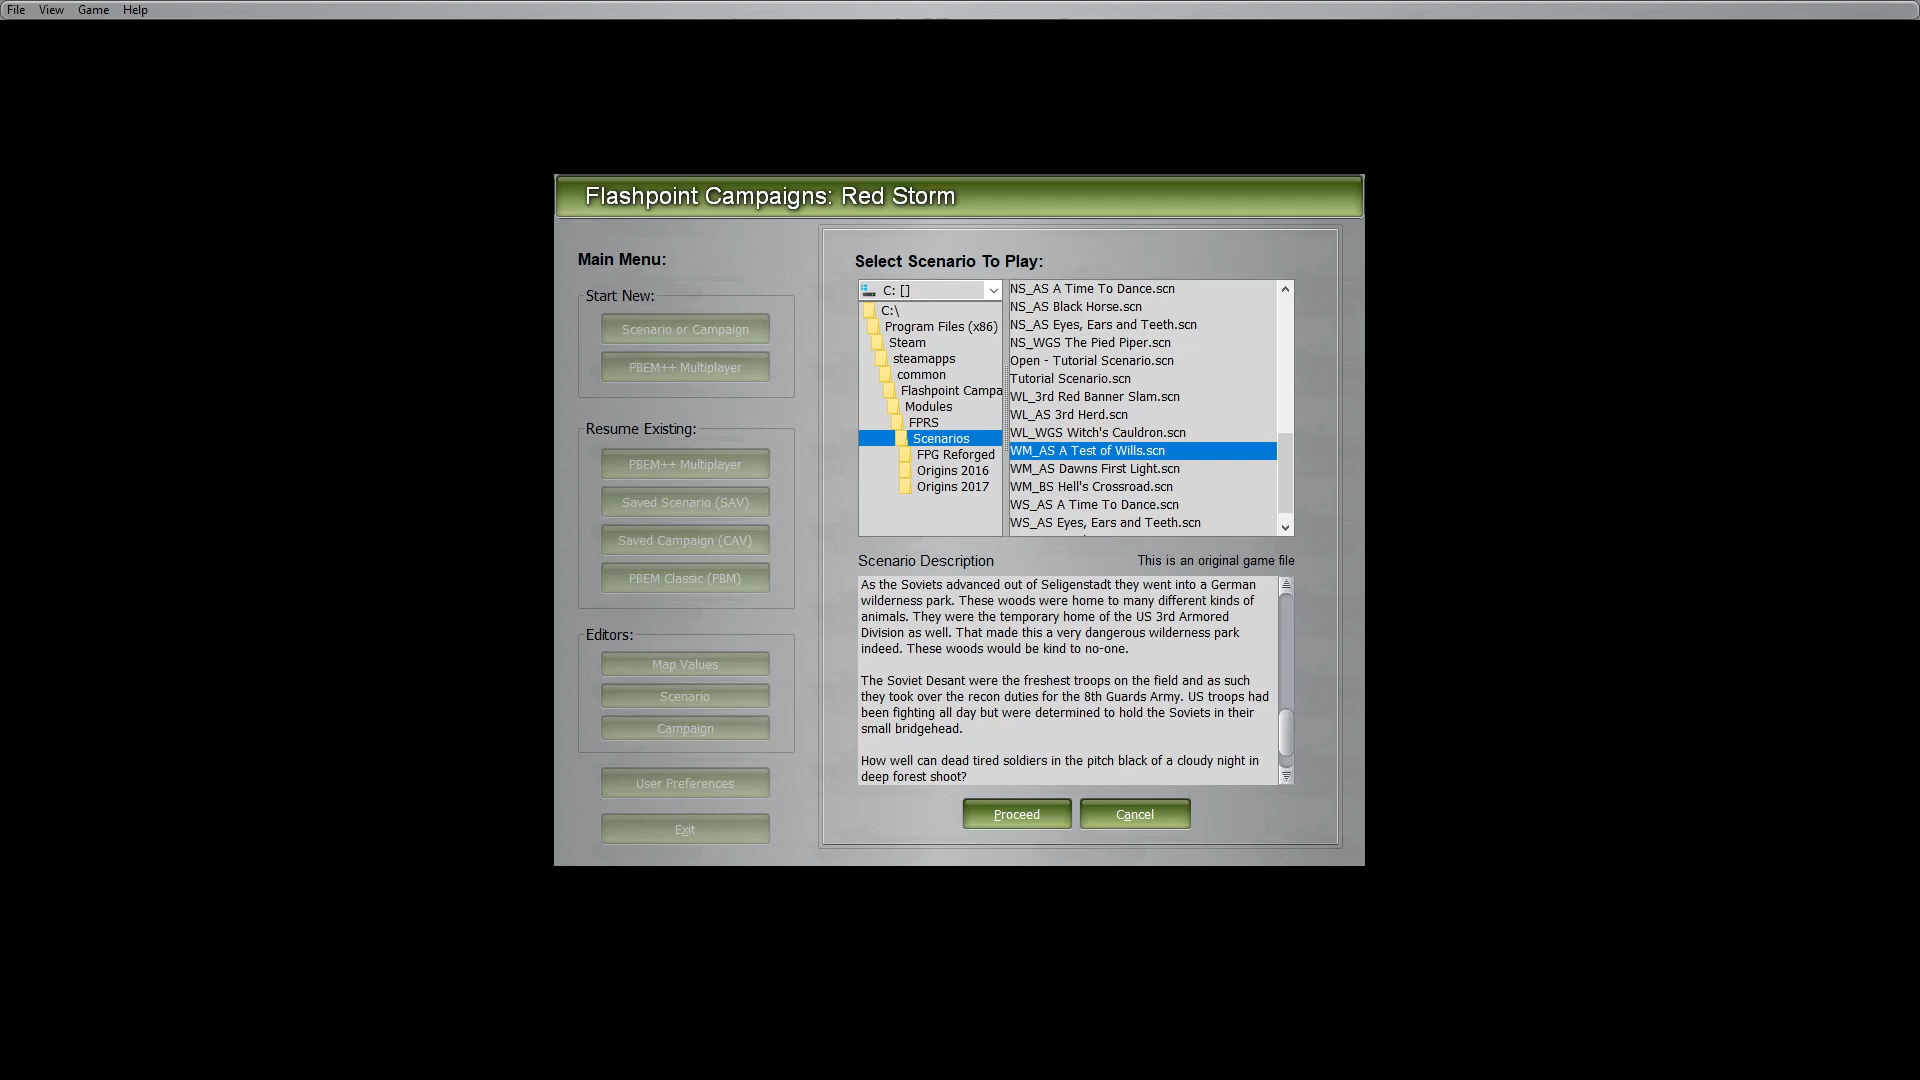 File View Game Help
Flashpoint Campaigns: Red Storm
Main Menu:
Start New:
Scenario or Campaign
PBEM++ Multiplayer
Resume Existing:
PBEM++ Multiplayer
Saved Scenario (SAV)
Saved Campaign (CAV)
PBEM Classic (PBM)
Editors:
Map Values
Scenario
Campaign
User Preferences
Exit
Select Scenario To Play:
C: []
C:\
Program Files (x86)
Steam
steamapps
common
Flashpoint Campa
Modules
FPRS
Scenarios
FPG Reforged
Origins 2016
Origins 2017
NS_AS A Time To Dance.scn
NS_AS Black Horse.scn
NS_AS Eyes, Ears and Teeth.scn
NS_WGS The Pied Piper.scn
Open - Tutorial Scenario.scn
Tutorial Scenario.scn
WL_3rd Red Banner Slam.scn
WL_AS 3rd Herd.scn
WL_WGS Witch's Cauldron.scn
WM_AS A Test of Wills.scn
WM_AS Dawns First Light.scn
WM_BS Hell's Crossroad.scn
WS_AS A Time To Dance.scn
WS_AS Eyes, Ears and Teeth.scn
Scenario Description
This is an original game file
As the Soviets advanced out of Seligenstadt they went into a German
wilderness park. These woods were home to many different kinds of
animals. They were the temporary home of the US 3rd Armored
Division as well. That made this a very dangerous wilderness park
indeed. These woods would be kind to no-one.
The Soviet Desant were the freshest troops on the field and as such
they took over the recon duties for the 8th Guards Army. US troops had
been fighting all day but were determined to hold the Soviets in their
small bridgehead.
How well can dead tired soldiers in the pitch black of a cloudy night in
deep forest shoot?
Proceed
Cancel